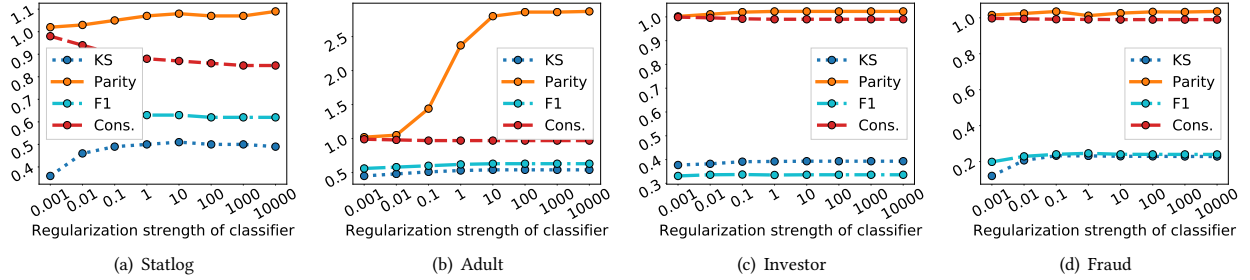 1.1
1.0
0.9
0.8
0.7
0.6
0.5
0.4
KS
Parity
F1
Cons.
0.001
0.01
0.1
1
10
100
1000
10000
Regularization strength of classifier
(a) Statlog
2.5
2.0
1.5
1.0
0.5
KS
Parity
F1
Cons.
0.001
0.01
0.1
1
10
100
1000
10000
Regularization strength of classifier
(b) Adult
1.0
0.9
0.8
0.7
0.6
0.5
0.4
0.3
KS
Parity
F1
Cons.
0.001
0.01
0.1
1
10
100
1000
10000
Regularization strength of classifier
(c) Investor
1.0
0.8
0.6
0.4
0.2
KS
Parity
F1
Cons.
0.001
0.01
0.1
1
10
100
1000
10000
Regularization strength of classifier
(d) Fraud